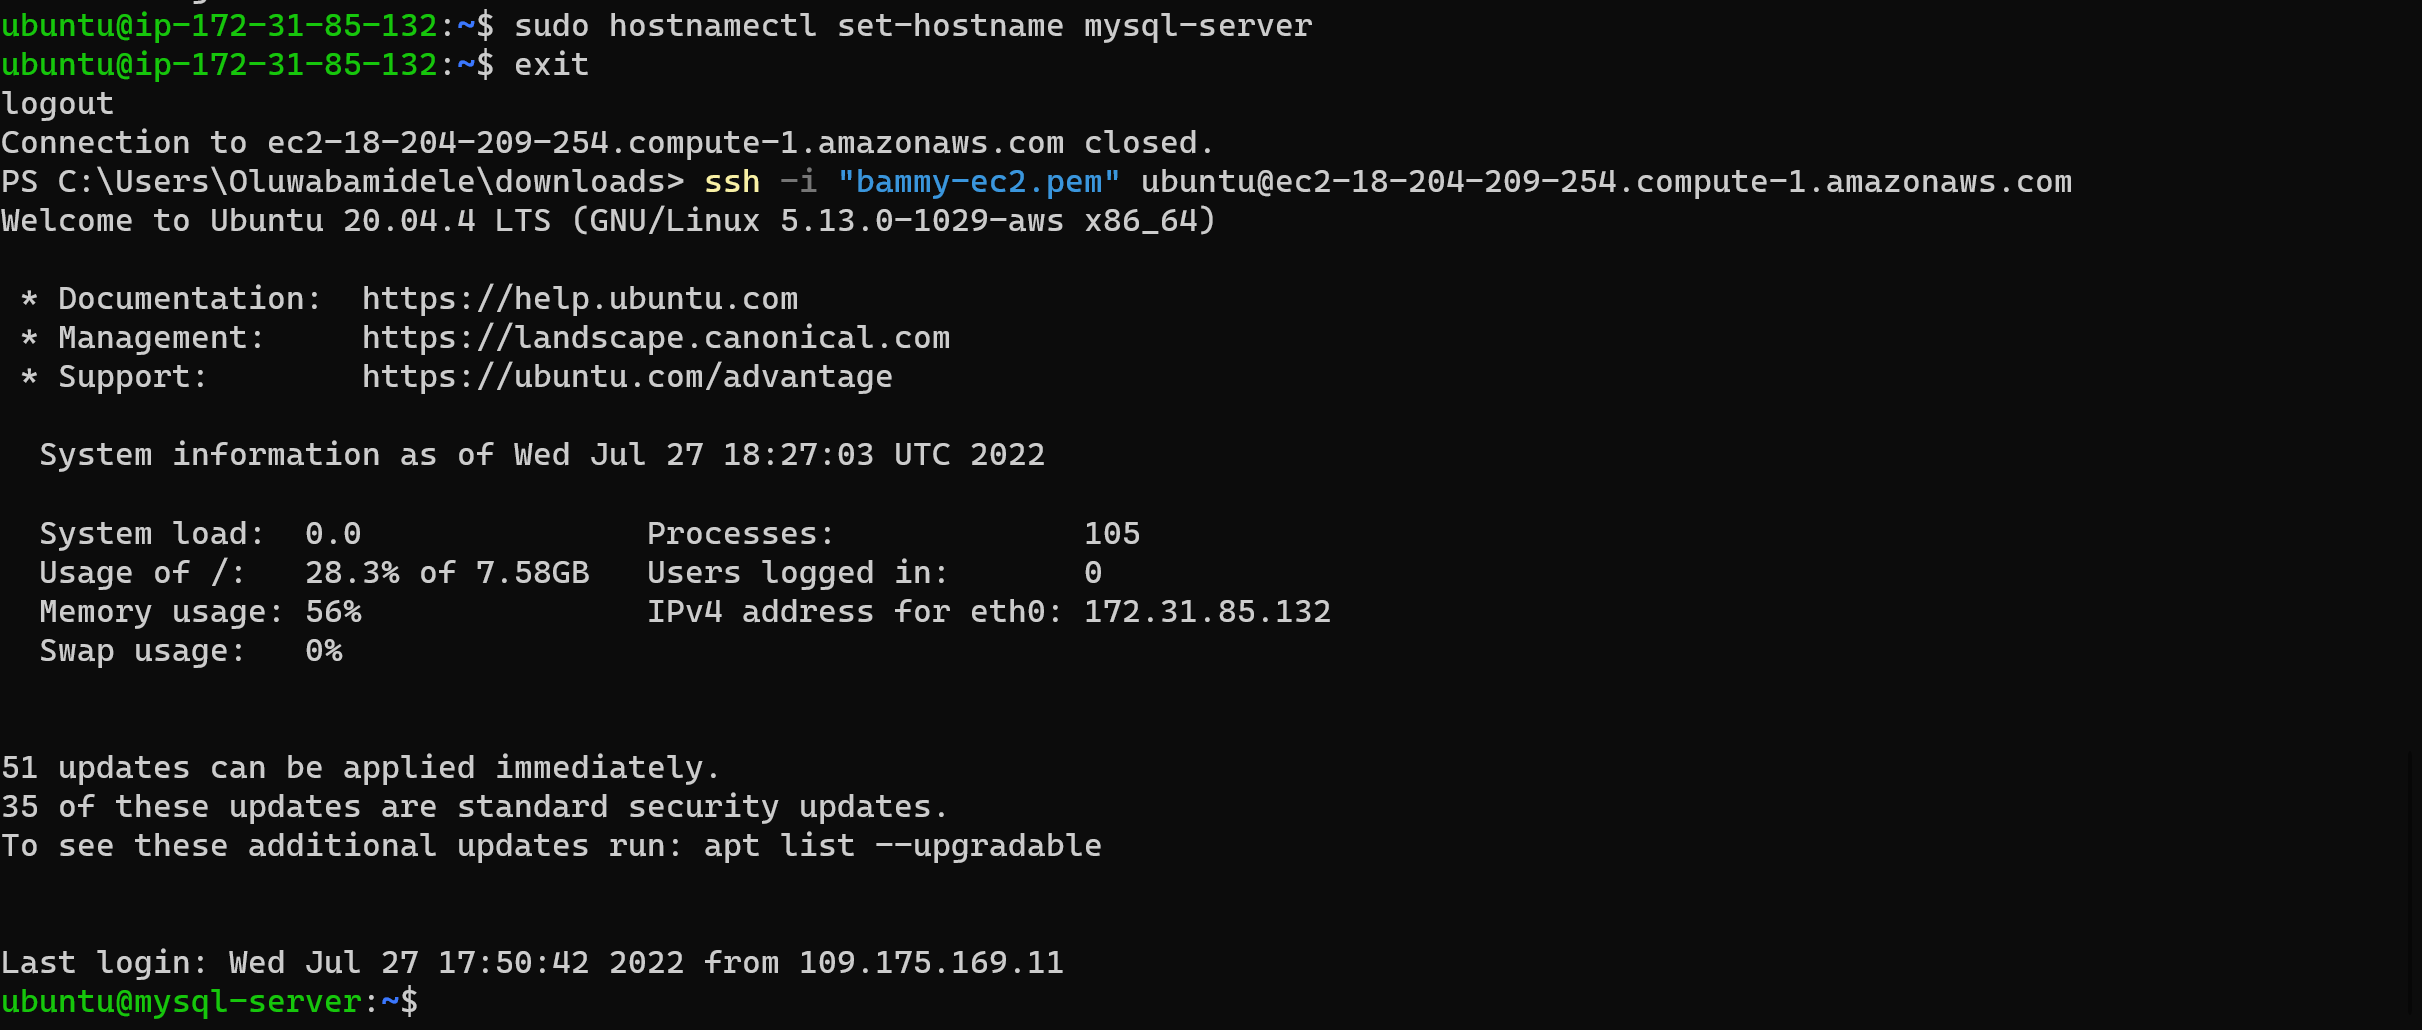 ubuntu@ip-172-31-85-132:~$ sudo hostnamectl set-hostname mysql-server
ubuntu@ip-172-31-85-132:~$ exit
logout
Connection to ec2-18-204-209-254.compute-1.amazonaws.com closed.
PS C:\Users\Oluwabamidele\downloads> ssh -i "bammy-ec2.pem" ubuntu@ec2-18-204-209-254.compute-1.amazonaws.com
Welcome to Ubuntu 20.04.4 LTS (GNU/Linux 5.13.0-1029-aws x86_64)

 * Documentation:  https://help.ubuntu.com
 * Management:     https://landscape.canonical.com
 * Support:        https://ubuntu.com/advantage

  System information as of Wed Jul 27 18:27:03 UTC 2022

  System load:  0.0               Processes:             105
  Usage of /:   28.3% of 7.58GB   Users logged in:       0
  Memory usage: 56%               IPv4 address for eth0: 172.31.85.132
  Swap usage:   0%

51 updates can be applied immediately.
35 of these updates are standard security updates.
To see these additional updates run: apt list --upgradable

Last login: Wed Jul 27 17:50:42 2022 from 109.175.169.11
ubuntu@mysql-server:~$